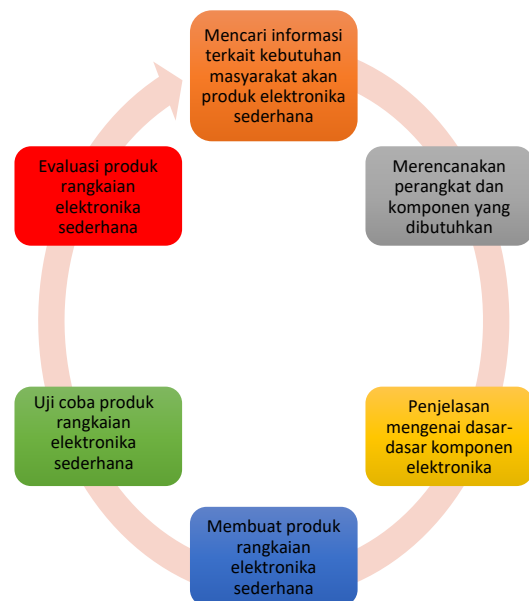 Mencari informasi
terkait kebutuhan
masyarakat akan
produk elektronika
sederhana
Merencanakan
perangkat dan
komponen yang
dibutuhkan
Penjelasan
mengenai dasar-
dasar komponen
elektronika
Membuat produk
rangkaian
elektronika
sederhana
Uji coba produk
rangkaian
elektronika
sederhana
Evaluasi produk
rangkaian
elektronika
sederhana